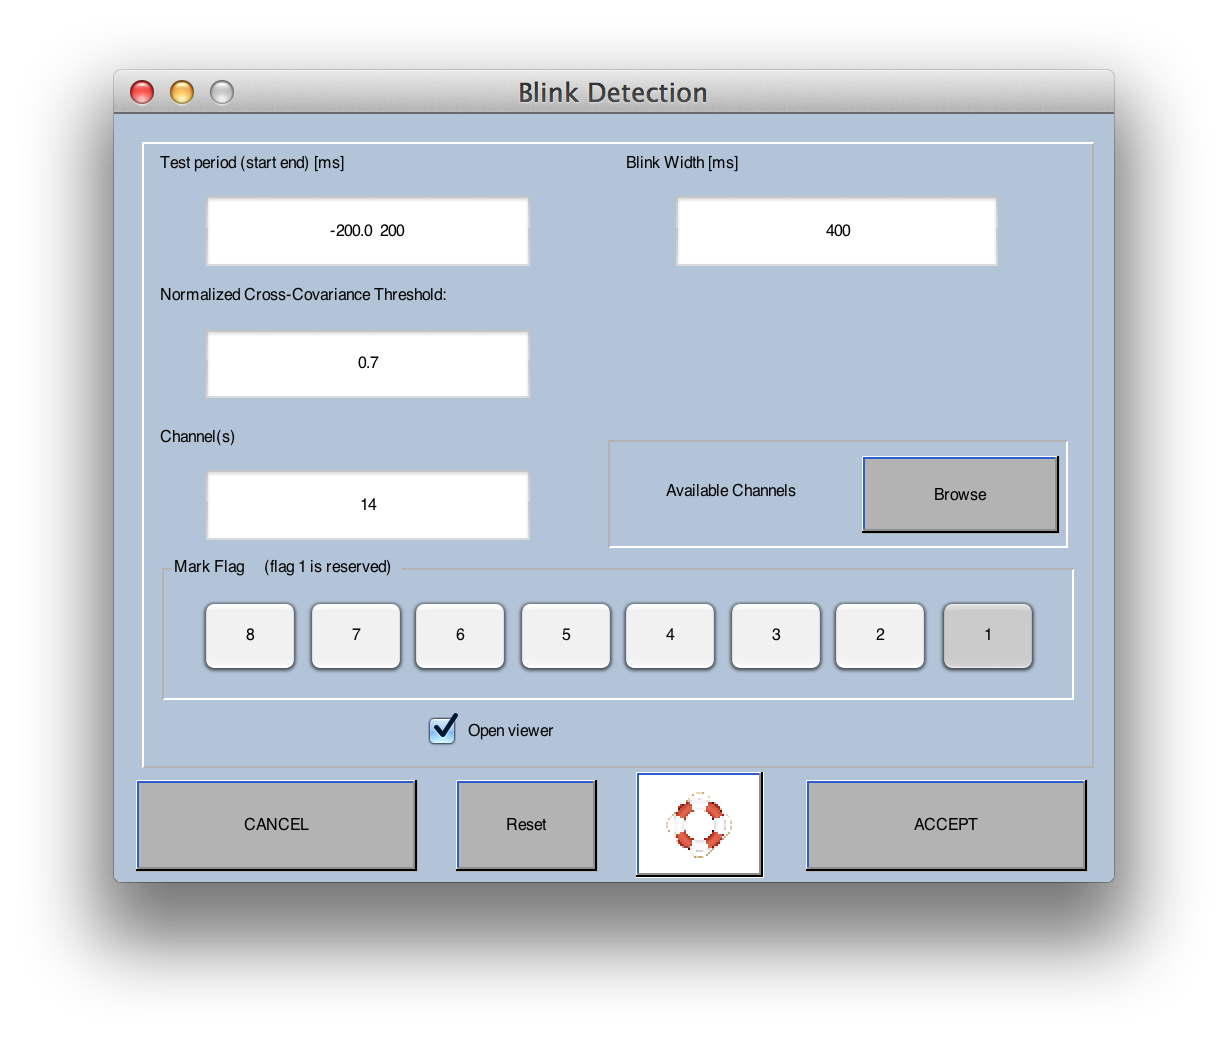 Blink Detection
Test period (start end) [ms]
Blink Width [ms]
-200.0  200
400
Normalized Cross-Covariance Threshold:
0.7
Channel(s)
14
Available Channels
Browse
Mark Flag    (flag 1 is reserved)
8 7 6 5 4 3 2 1
Open viewer
CANCEL
Reset
ACCEPT